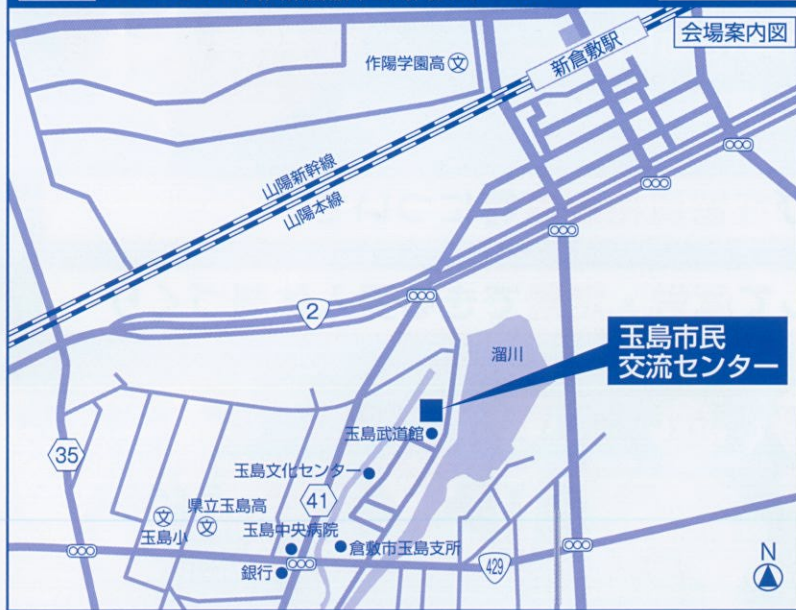 会場案内図
新倉敷駅
作陽学園高 文
山陽新幹線
山陽本線
2
溜川
玉島市民
交流センター
玉島武道館
35
玉島文化センター
41
県立玉島高
文
文
玉島小
玉島中央病院
倉敷市玉島支所
銀行
429
N